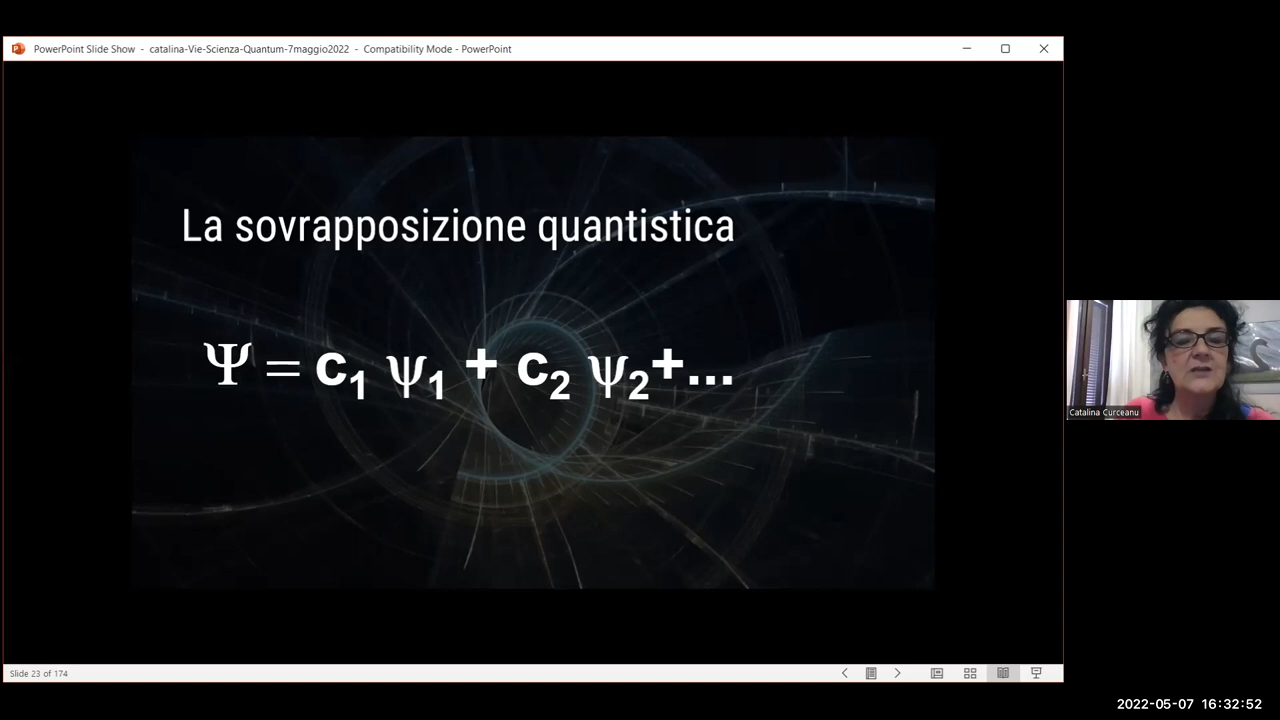 PowerPoint Slide Show - catalina-Vie-Scienza-Quantum-7maggio2022 - Compatibility Mode - PowerPoint
La sovrapposizione quantistica
Ψ = c₁ ψ₁ + c₂ ψ₂+...
Catalina Curceanu
Slide 23 of 174
2022-05-07 16:32:52